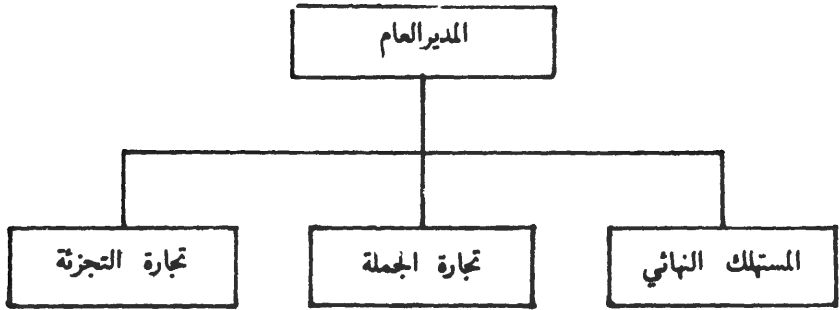 المدير العام
المستهلك النهائي
تجارة الجملة
تجارة التجزئة